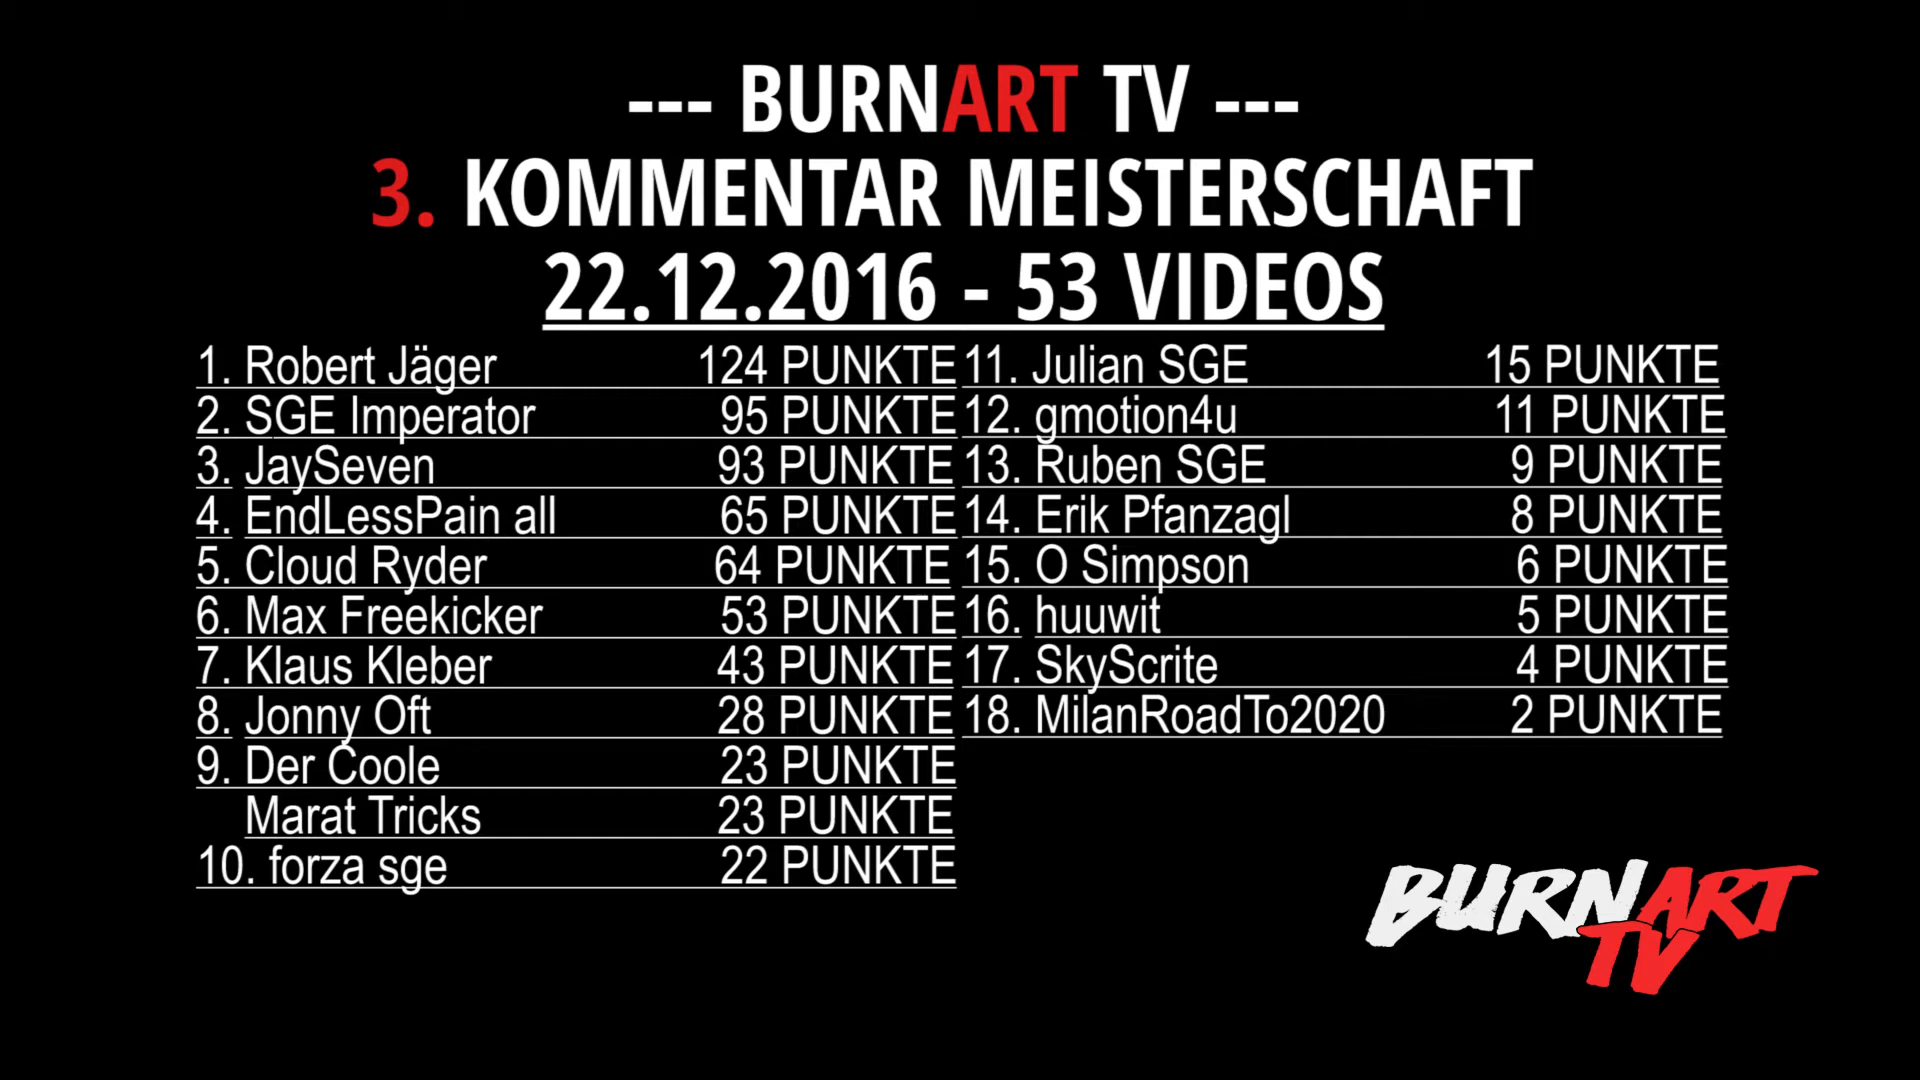 --- BURNART TV ---
3. KOMMENTAR MEISTERSCHAFT
22.12.2016 - 53 VIDEOS
1. Robert Jäger 124 PUNKTE
2. SGE Imperator 95 PUNKTE
3. JaySeven 93 PUNKTE
4. EndLessPain all 65 PUNKTE
5. Cloud Ryder 64 PUNKTE
6. Max Freekicker 53 PUNKTE
7. Klaus Kleber 43 PUNKTE
8. Jonny Oft 28 PUNKTE
9. Der Coole 23 PUNKTE
Marat Tricks 23 PUNKTE
10. forza sge 22 PUNKTE
11. Julian SGE 15 PUNKTE
12. gmotion4u 11 PUNKTE
13. Ruben SGE 9 PUNKTE
14. Erik Pfanzagl 8 PUNKTE
15. O Simpson 6 PUNKTE
16. huuwit 5 PUNKTE
17. SkyScrite 4 PUNKTE
18. MilanRoadTo2020 2 PUNKTE
BURNART
TV